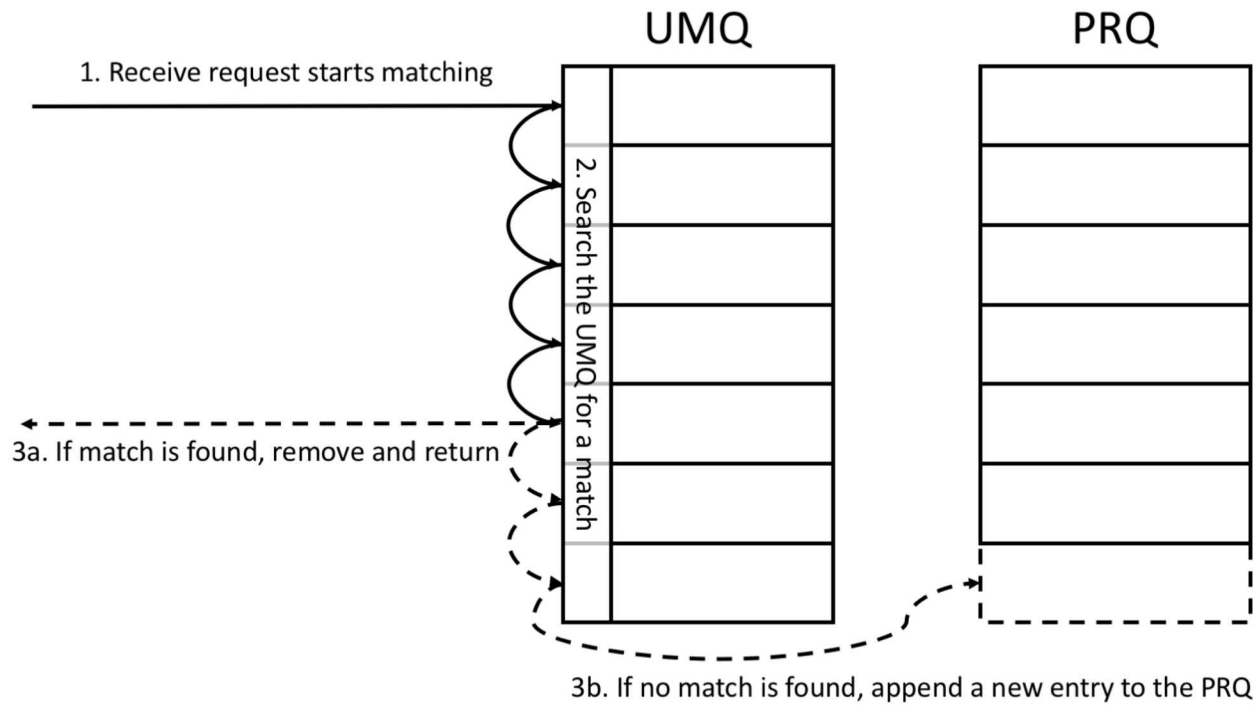 UMQ
PRQ
1. Receive request starts matching
2. Search the UMQ for a match
3a. If match is found, remove and return
3b. If no match is found, append a new entry to the PRQ